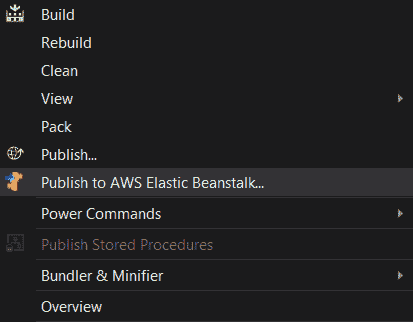 Build
Rebuild
Clean
View
Pack
Publish...
Publish to AWS Elastic Beanstalk...
Power Commands
Publish Stored Procedures
Bundler & Minifier
Overview